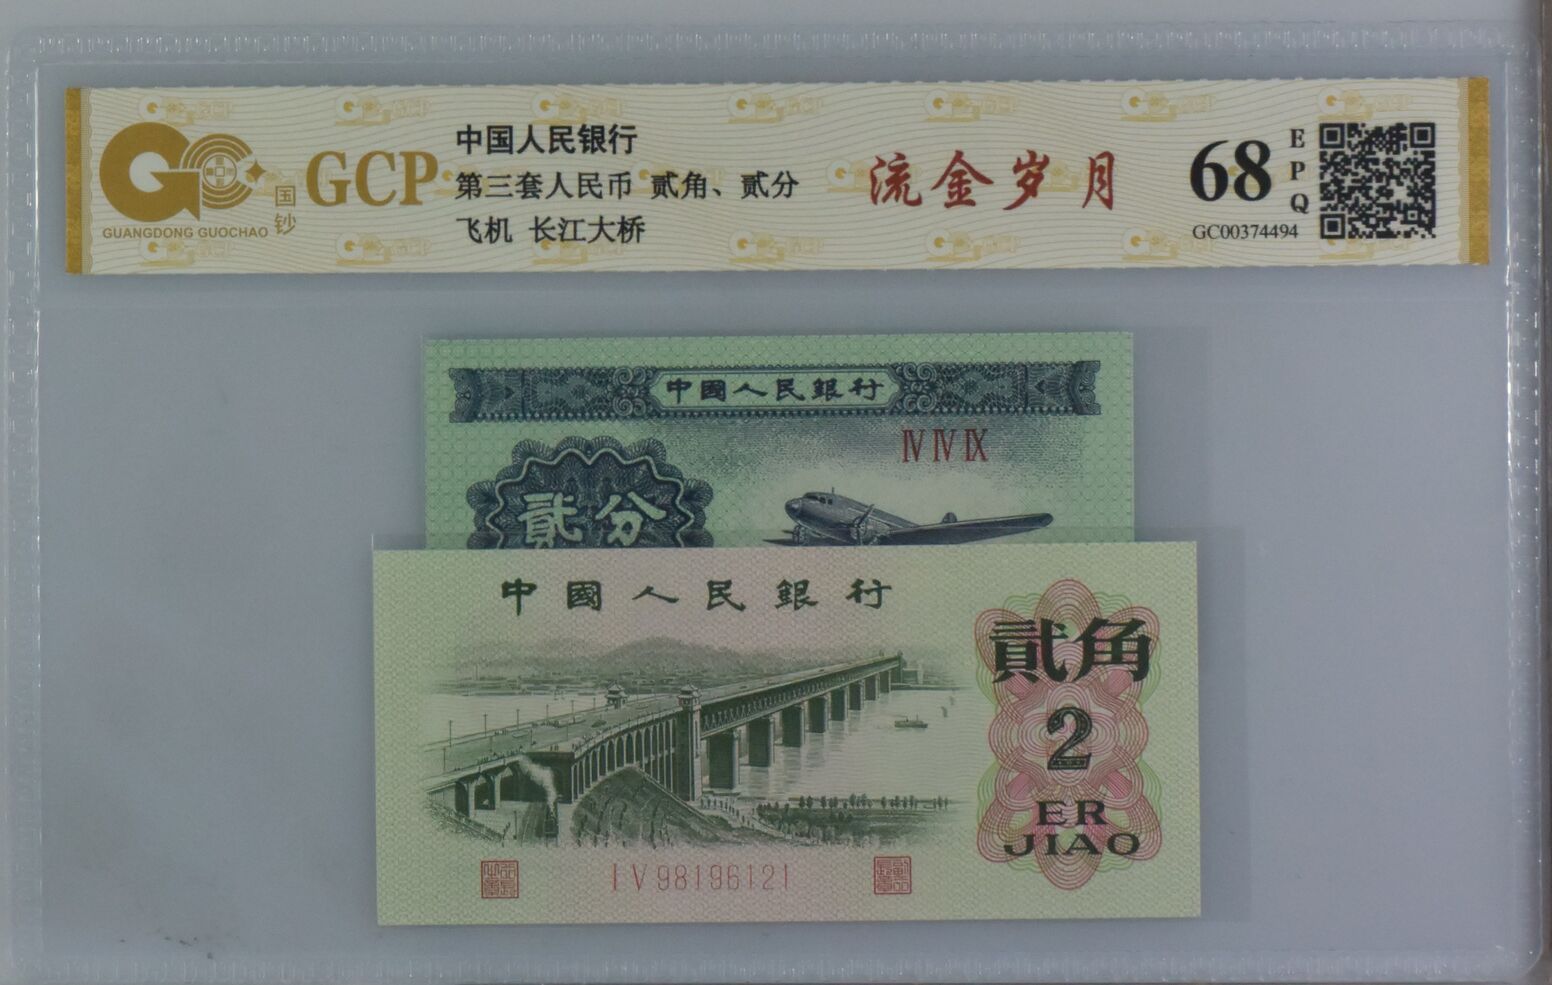 GUANGDONG GUOCHAO
国钞
GCP
中国人民银行
第三套人民币 贰角、贰分
飞机 长江大桥
流金岁月
68
EPQ
GC00374494
中國人民銀行
ⅣⅣⅨ
貳分
中國人民銀行
貳角
2
ER
JIAO
ⅠⅤ98196121